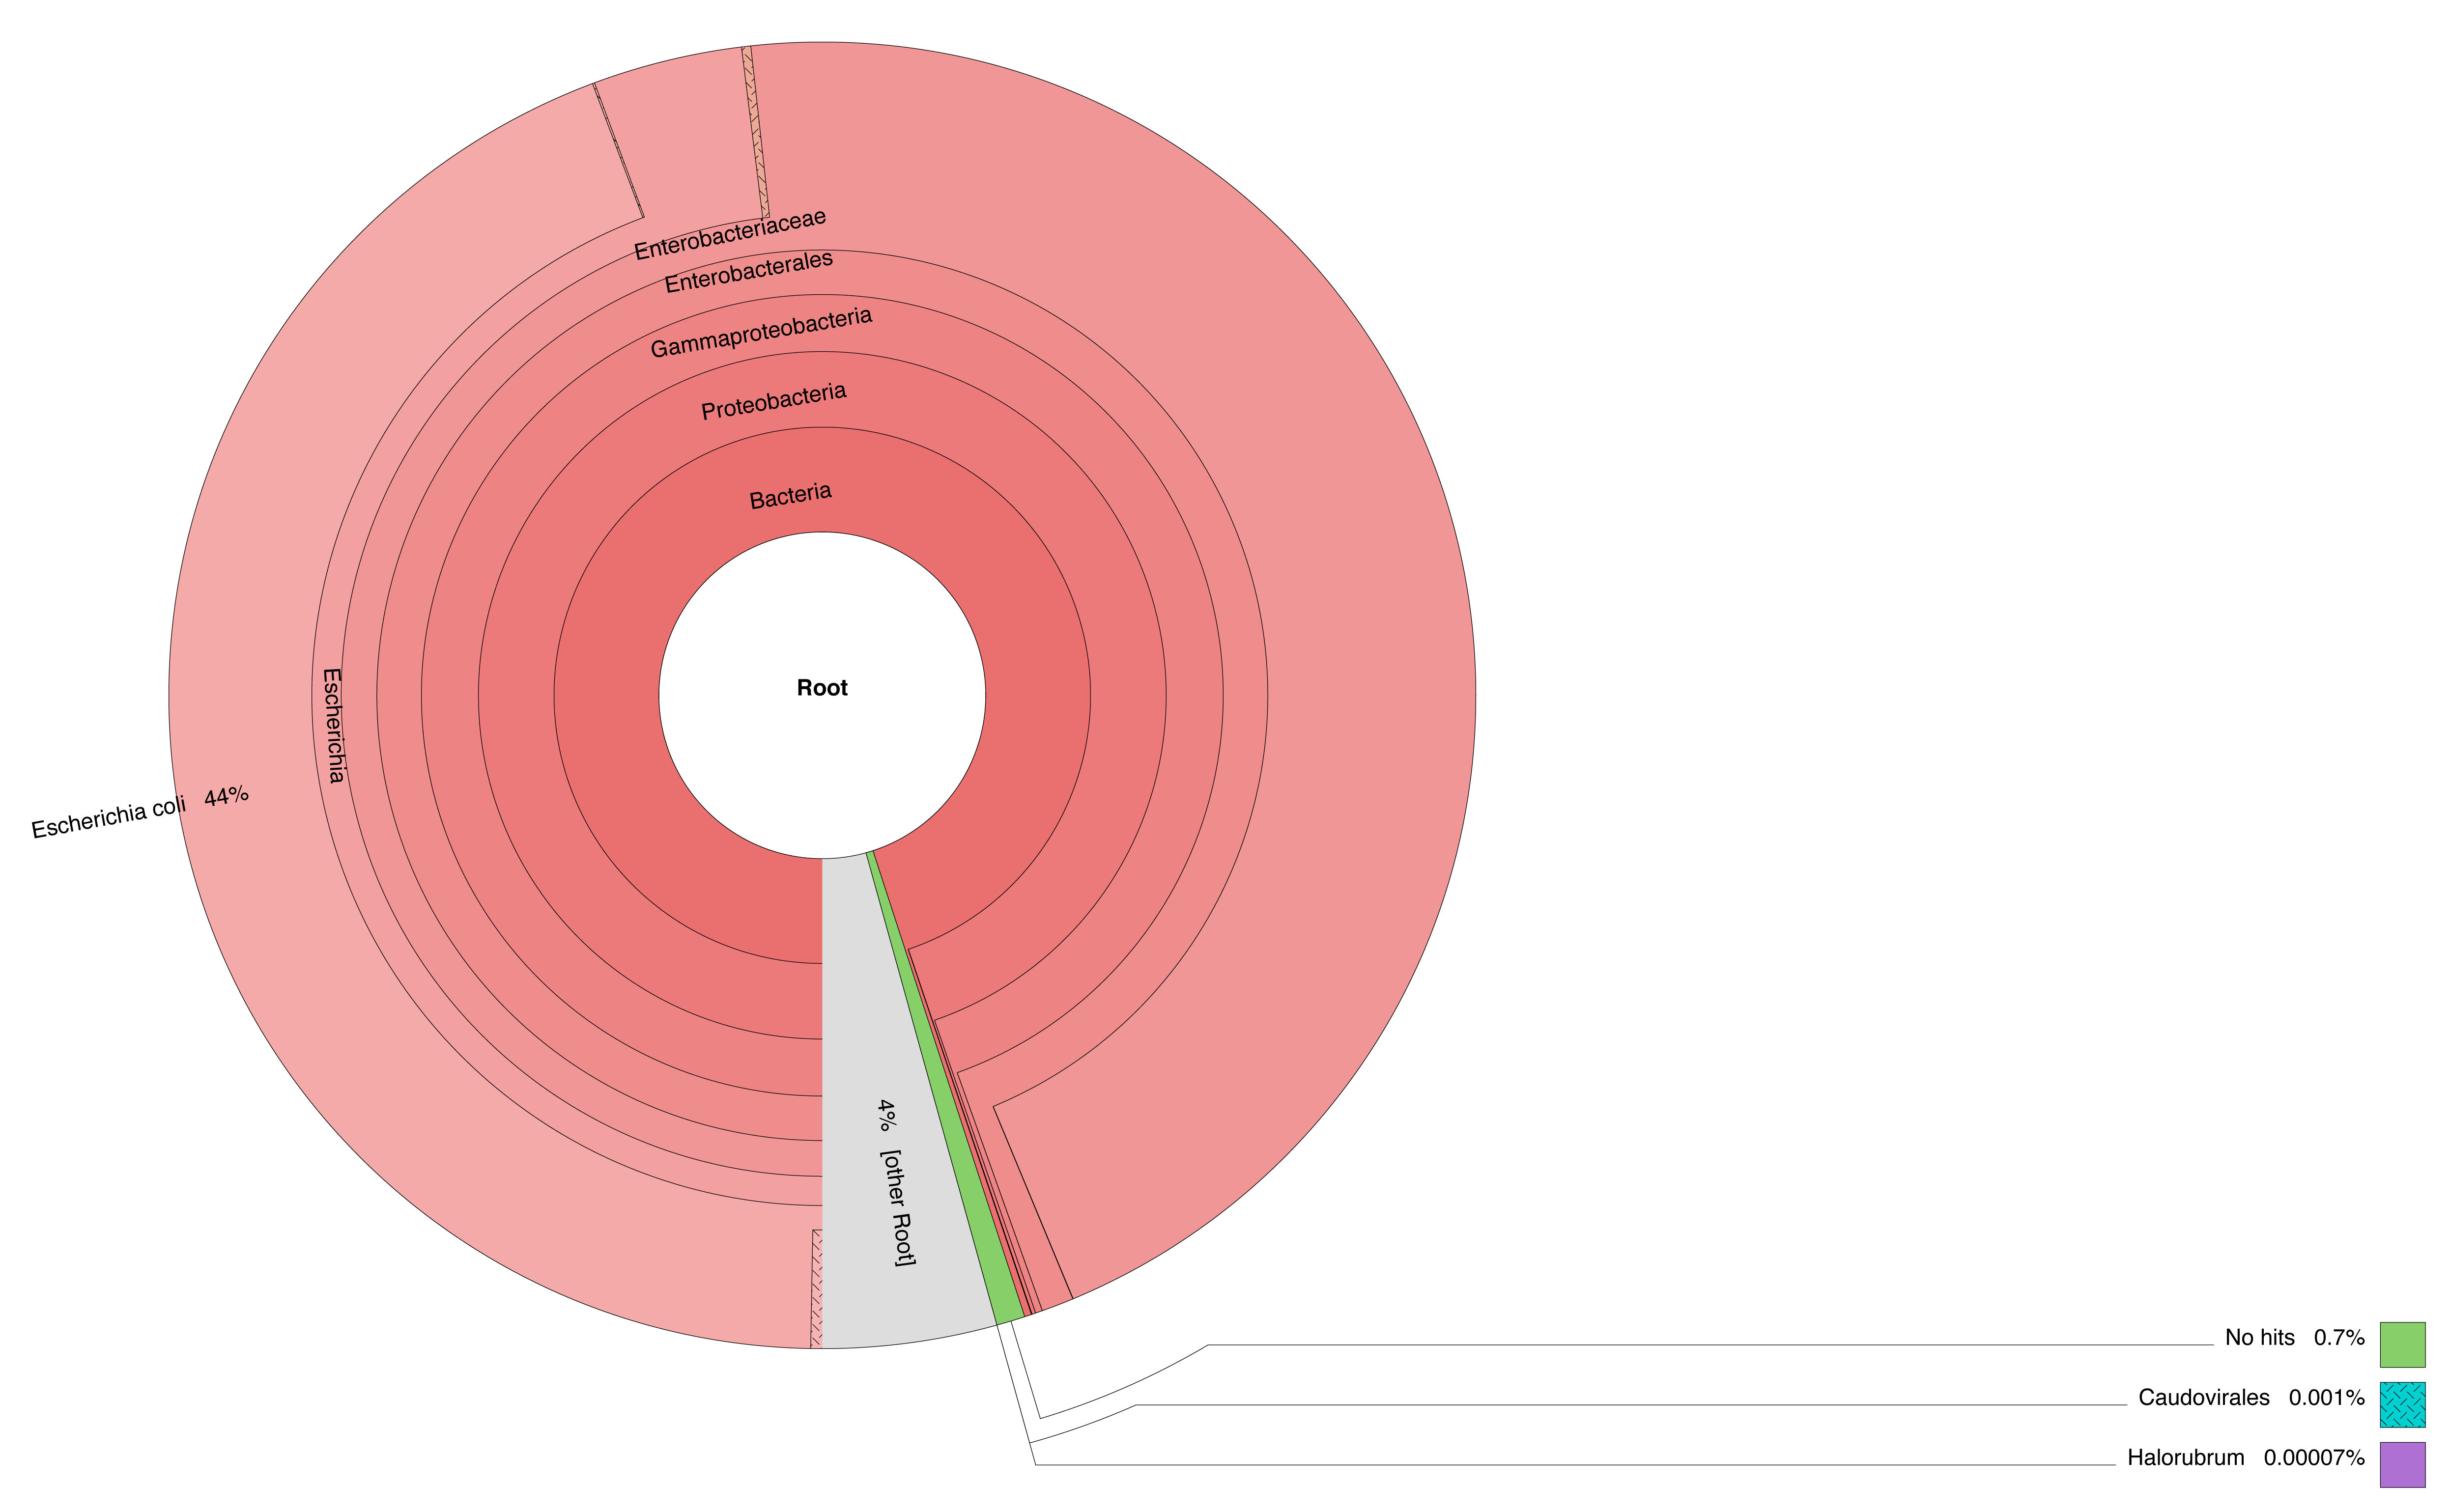 Enterobacteriaceae
Enterobacterales
Gammaproteobacteria
Proteobacteria
Bacteria
Root
Escherichia
Escherichia coli 44%
4% [other Root]
No hits 0.7%
Caudovirales 0.001%
Halorubrum 0.00007%